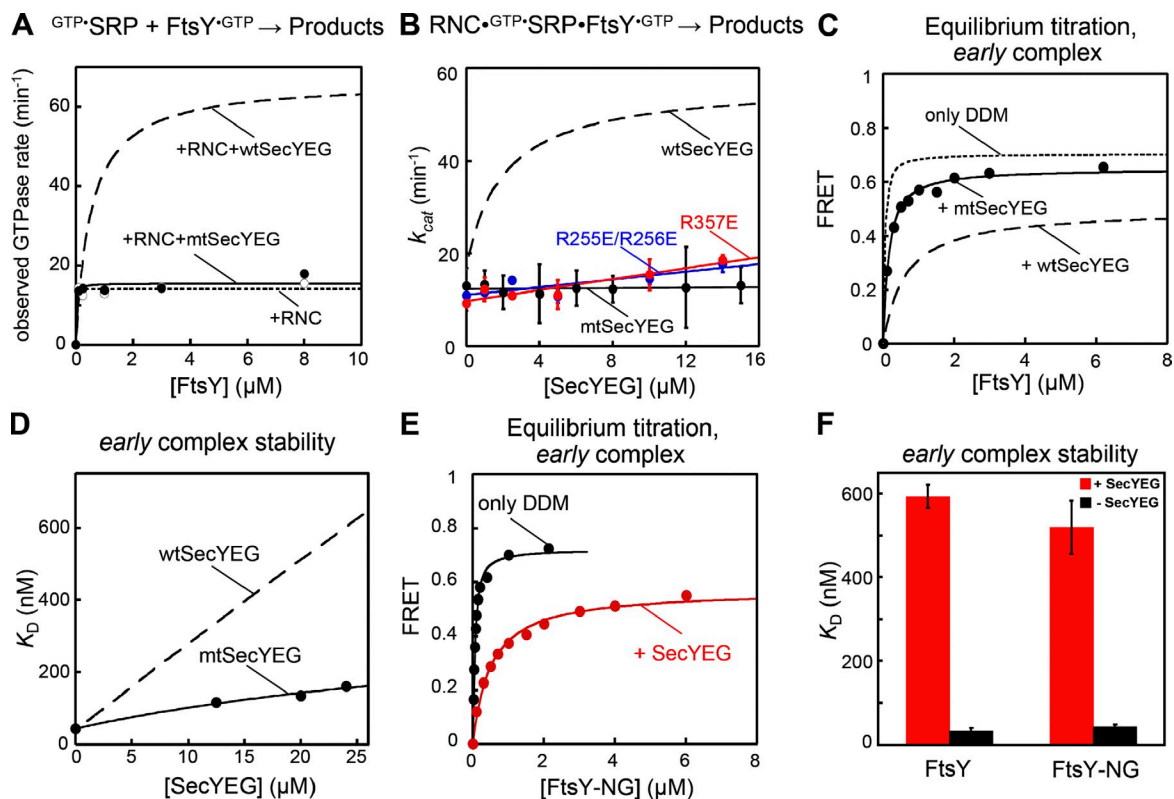 A GTP•SRP + FtsY•GTP → Products
observed GTPase rate (min-1)
60
40
20
0
+RNC+wtSecYEG
+RNC+mtSecYEG
+RNC
0 2 4 6 8 10
[FtsY] (µM)
B RNC•GTP•SRP•FtsY•GTP → Products
kcat (min-1)
60
40
20
0
wtSecYEG
R357E
R255E/R256E
mtSecYEG
0 4 8 12 16
[SecYEG] (µM)
C Equilibrium titration,
early complex
FRET
1
0.8
0.6
0.4
0.2
0
only DDM
+ mtSecYEG
+ wtSecYEG
0 2 4 6 8
[FtsY] (µM)
D early complex stability
KD (nM)
600
400
200
0
wtSecYEG
mtSecYEG
0 5 10 15 20 25
[SecYEG] (µM)
E Equilibrium titration,
early complex
FRET
1
0.8
0.6
0.4
0.2
0
only DDM
+ SecYEG
0 2 4 6 8
[FtsY-NG] (µM)
F early complex stability
KD (nM)
600
400
200
0
+ SecYEG
- SecYEG
FtsY FtsY-NG